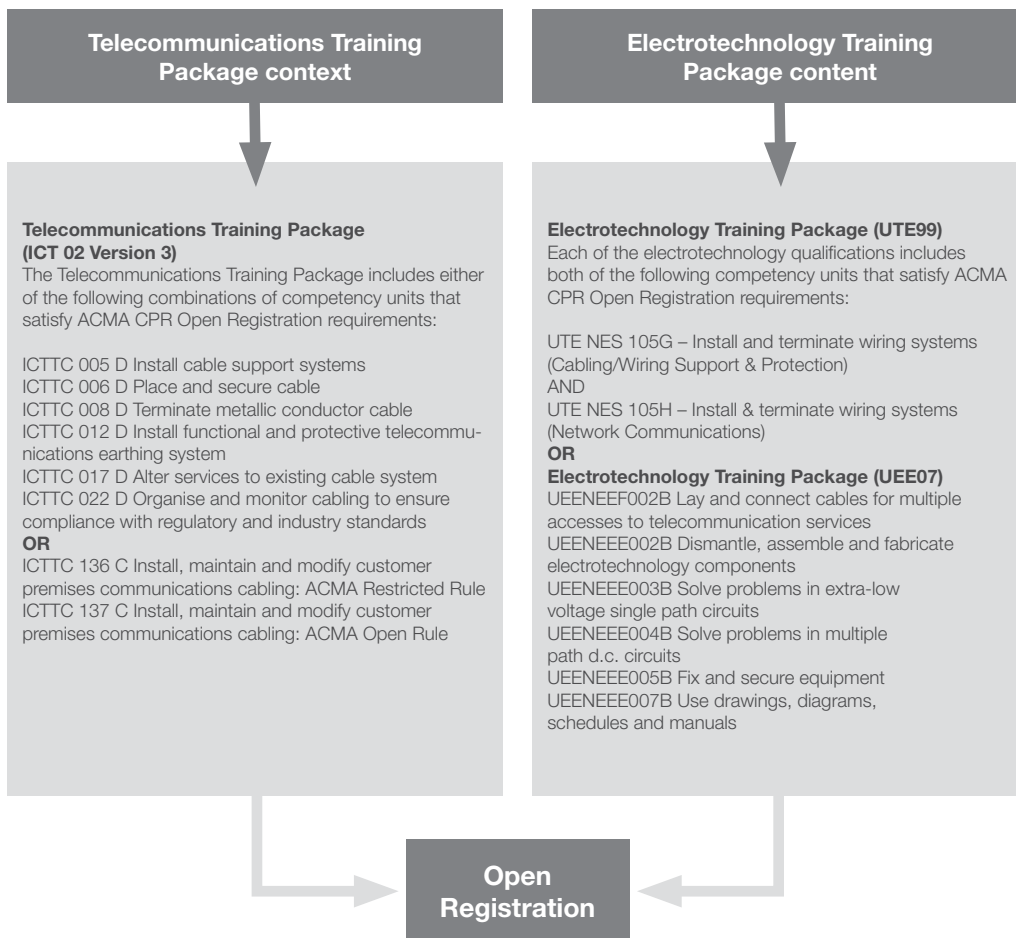 Telecommunications Training
Package context
Telecommunications Training Package
(ICT 02 Version 3)
The Telecommunications Training Package includes either
of the following combinations of competency units that
satisfy ACMA CPR Open Registration requirements:
ICTTC 005 D Install cable support systems
ICTTC 006 D Place and secure cable
ICTTC 008 D Terminate metallic conductor cable
ICTTC 012 D Install functional and protective telecommu-
nications earthing system
ICTTC 017 D Alter services to existing cable system
ICTTC 022 D Organise and monitor cabling to ensure
compliance with regulatory and industry standards
OR
ICTTC 136 C Install, maintain and modify customer
premises communications cabling: ACMA Restricted Rule
ICTTC 137 C Install, maintain and modify customer
premises communications cabling: ACMA Open Rule
Electrotechnology Training
Package content
Electrotechnology Training Package (UTE99)
Each of the electrotechnology qualifications includes
both of the following competency units that satisfy ACMA
CPR Open Registration requirements:
UTE NES 105G – Install and terminate wiring systems
(Cabling/Wiring Support & Protection)
AND
UTE NES 105H – Install & terminate wiring systems
(Network Communications)
OR
Electrotechnology Training Package (UEE07)
UEENEEF002B Lay and connect cables for multiple
accesses to telecommunication services
UEENEEE002B Dismantle, assemble and fabricate
electrotechnology components
UEENEEE003B Solve problems in extra-low
voltage single path circuits
UEENEEE004B Solve problems in multiple
path d.c. circuits
UEENEEE005B Fix and secure equipment
UEENEEE007B Use drawings, diagrams,
schedules and manuals
Open
Registration